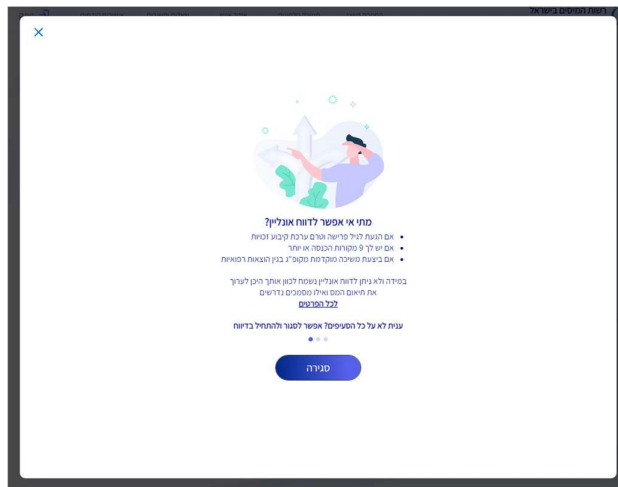 רשות המיסים בישראל
מתי אי אפשר לדווח אונליין?
אם הגעת לגיל פרישה וטרם ערכת קיבוע זכויות
אם יש לך 9 מקורות הכנסה או יותר
אם ביצעת משיכה מוקדמת מקופ"ג בגין הוצאות רפואיות
במידה ולא ניתן לדווח אונליין נשמח לכוון אותך היכן לערוך
את תיאום המס ואילו מסמכים נדרשים
לכל הפרטים
ענית לא על כל הסעיפים? אפשר לסגור ולהתחיל בדיווח
סגירה